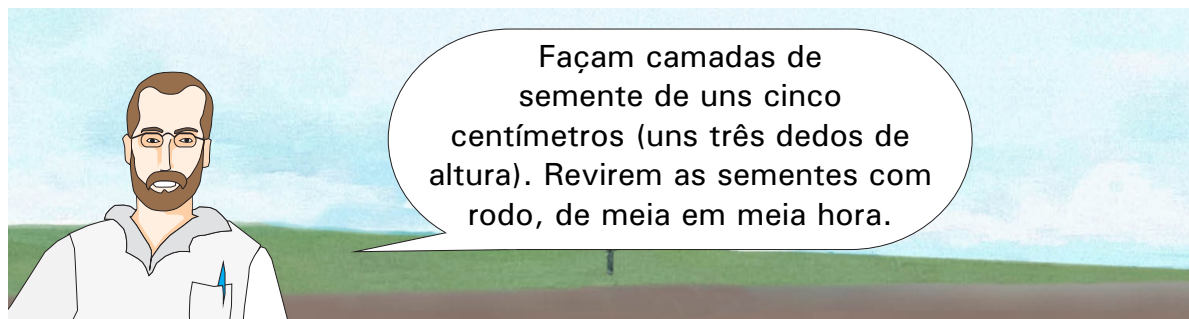 Façam camadas de
semente de uns cinco
centímetros (uns três dedos de
altura). Revirem as sementes com
rodo, de meia em meia hora.